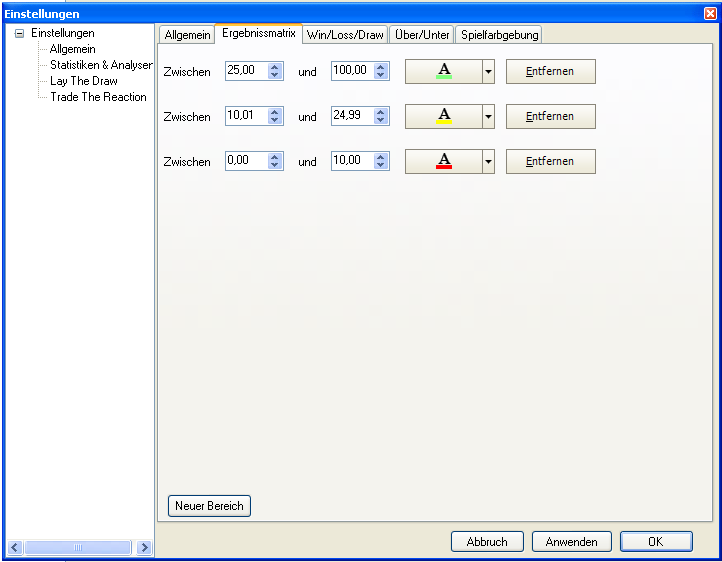 Einstellungen
Einstellungen
Allgemein
Statistiken & Analysen
Lay The Draw
Trade The Reaction
Allgemein Ergebnissmatrix Win/Loss/Draw Über/Unter Spielfarbgebung
Zwischen 25,00 und 100,00 A Entfernen
Zwischen 10,01 und 24,99 A Entfernen
Zwischen 0,00 und 10,00 A Entfernen
Neuer Bereich
Abbruch Anwenden OK